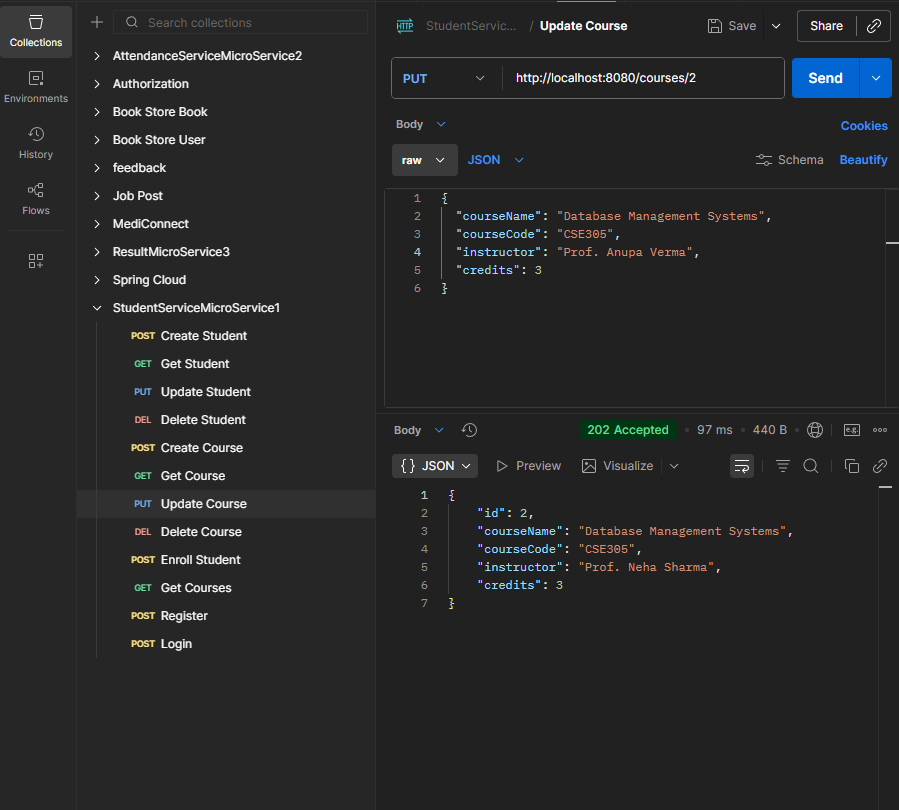 Collections
Environments
History
Flows
Search collections
AttendanceServiceMicroService2
Authorization
Book Store Book
Book Store User
feedback
Job Post
MediConnect
ResultMicroService3
Spring Cloud
StudentServiceMicroService1
POST Create Student
GET Get Student
PUT Update Student
DEL Delete Student
POST Create Course
GET Get Course
PUT Update Course
DEL Delete Course
POST Enroll Student
GET Get Courses
POST Register
POST Login
HTTP StudentServic... / Update Course Save Share
PUT http://localhost:8080/courses/2 Send
Body Cookies
raw JSON Schema Beautify
1 {
2 "courseName": "Database Management Systems",
3 "courseCode": "CSE305",
4 "instructor": "Prof. Anupa Verma",
5 "credits": 3
6 }
Body 202 Accepted • 97 ms • 440 B • e.g.
{} JSON Preview Visualize
1 {
2 "id": 2,
3 "courseName": "Database Management Systems",
4 "courseCode": "CSE305",
5 "instructor": "Prof. Neha Sharma",
6 "credits": 3
7 }